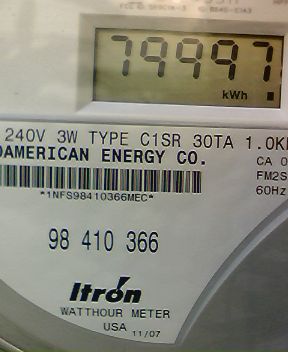 79997
kWh
240V 3W TYPE C1SR 30TA 1.0K
AMERICAN ENERGY CO.
CA 0
FM2S
60Hz
*1NFS98410366MEC*
98 410 366
Itrón
WATTHOUR METER
USA 11/07